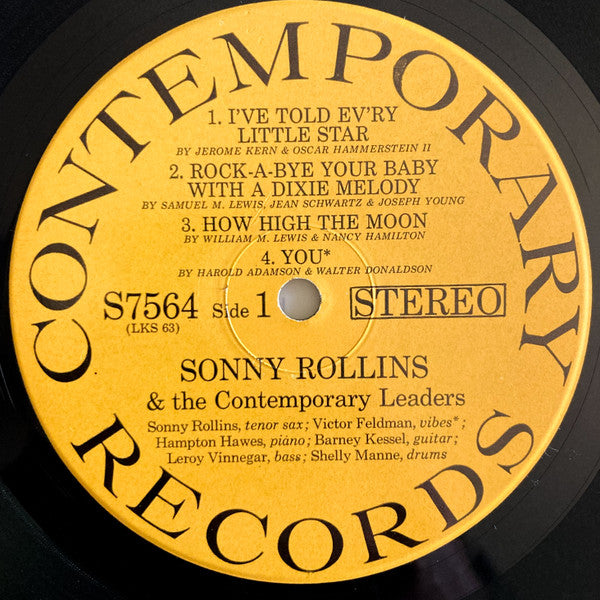 CONTEMPORARY
1. I'VE TOLD EV'RY
LITTLE STAR
BY JEROME KERN & OSCAR HAMMERSTEIN II
2. ROCK-A-BYE YOUR BABY
WITH A DIXIE MELODY
BY SAMUEL M. LEWIS, JEAN SCHWARTZ & JOSEPH YOUNG
3. HOW HIGH THE MOON
BY WILLIAM M. LEWIS & NANCY HAMILTON
4. YOU*
BY HAROLD ADAMSON & WALTER DONALDSON
S7564 Side 1 STEREO
(LKS 63)
SONNY ROLLINS
& the Contemporary Leaders
Sonny Rollins, tenor sax; Victor Feldman, vibes*;
Hampton Hawes, piano; Barney Kessel, guitar;
Leroy Vinnegar, bass; Shelly Manne, drums
RECORDS